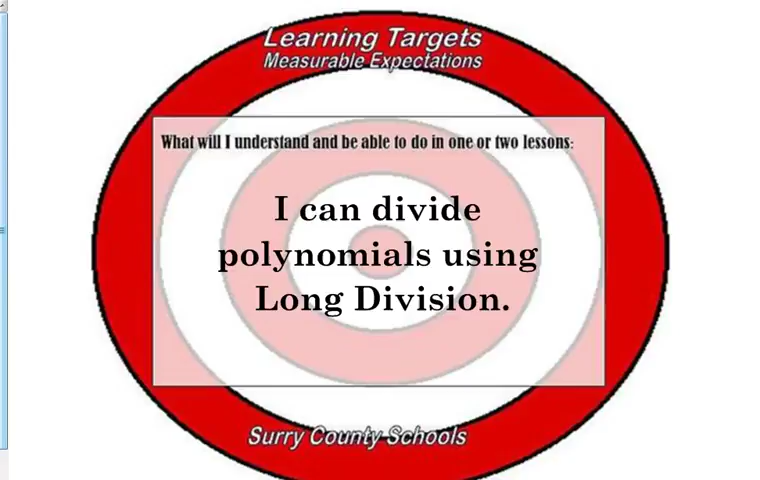 Learning Targets
Measurable Expectations
What will I understand and be able to do in one or two lessons:
I can divide
polynomials using
Long Division.
Surry County Schools